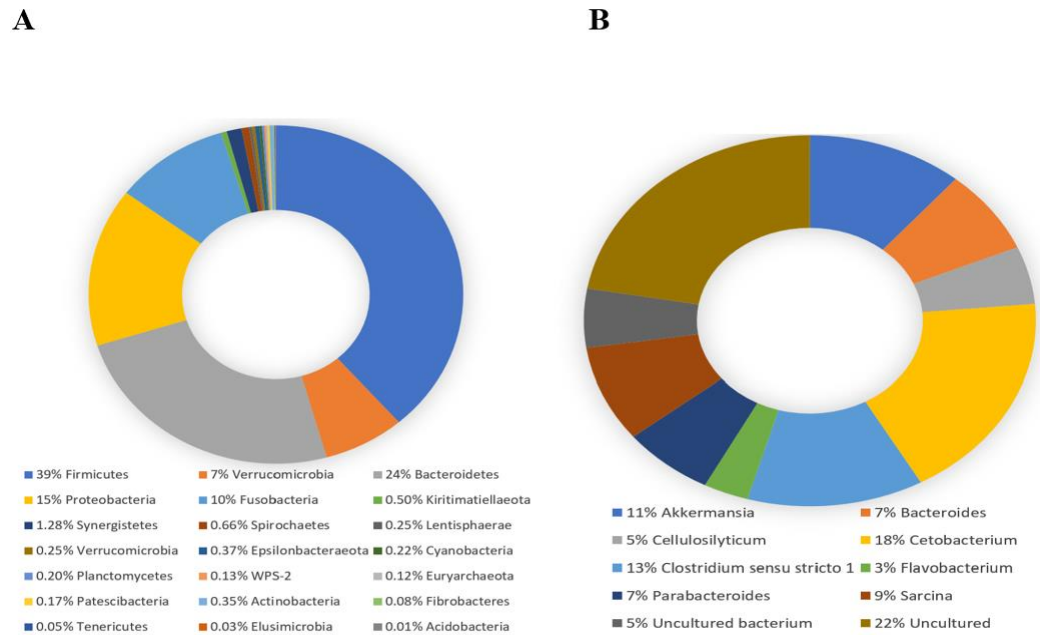 A
B
39% Firmicutes 7% Verrucomicrobia 24% Bacteroidetes
15% Proteobacteria 10% Fusobacteria 0.50% Kiritimatiellaeota
1.28% Synergistetes 0.66% Spirochaetes 0.25% Lentisphaerae
0.25% Verrucomicrobia 0.37% Epsilonbacteraeota 0.22% Cyanobacteria
0.20% Planctomycetes 0.13% WPS-2 0.12% Euryarchaeota
0.17% Patescibacteria 0.35% Actinobacteria 0.08% Fibrobacteres
0.05% Tenericutes 0.03% Elusimicrobia 0.01% Acidobacteria
11% Akkermansia 7% Bacteroides
5% Cellulosilyticum 18% Cetobacterium
13% Clostridium sensu stricto 1 3% Flavobacterium
7% Parabacteroides 9% Sarcina
5% Uncultured bacterium 22% Uncultured